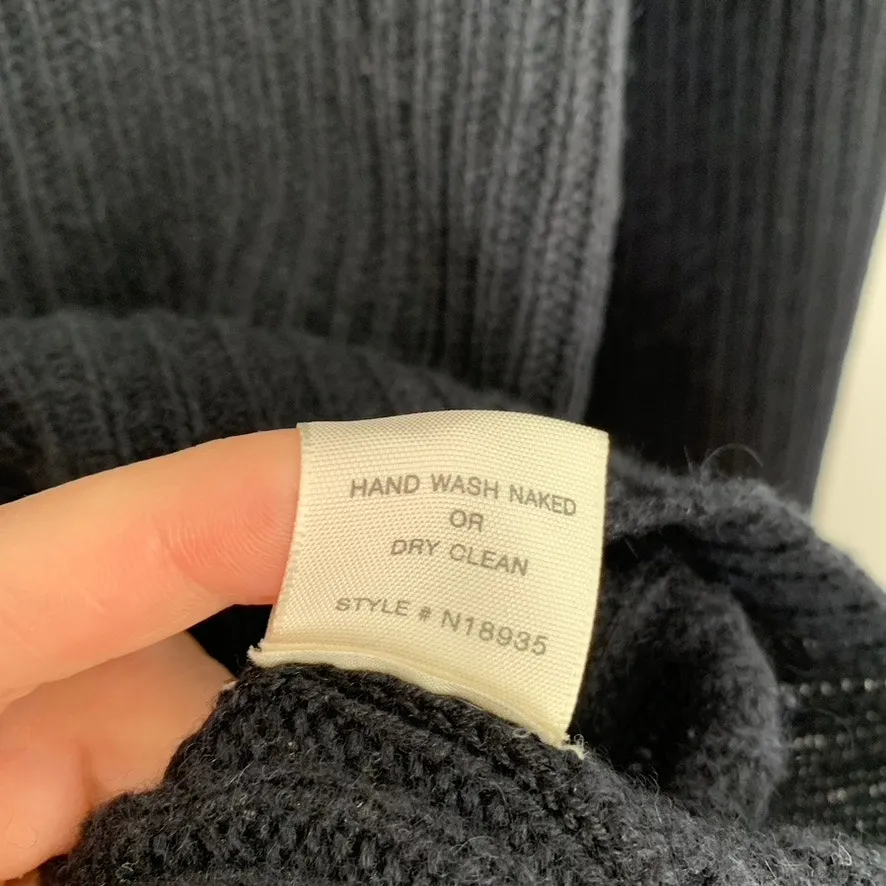 HAND WASH NAKED
OR
DRY CLEAN
STYLE # N18935